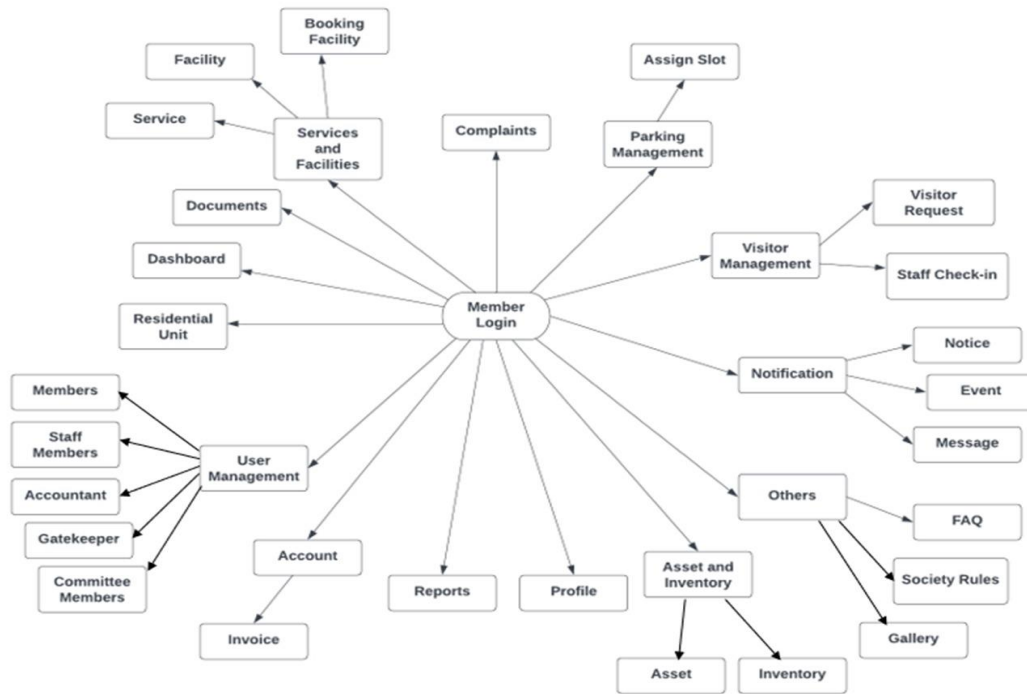 Booking
Facility
Facility
Assign Slot
Service
Services
and
Facilities
Complaints
Parking
Management
Documents
Visitor
Request
Dashboard
Visitor
Management
Staff Check-in
Member
Login
Residential
Unit
Notice
Notification
Event
Members
Message
Staff
Members
User
Management
Accountant
Others
FAQ
Gatekeeper
Account
Asset and
Inventory
Society Rules
Committee
Members
Reports
Profile
Invoice
Gallery
Asset
Inventory